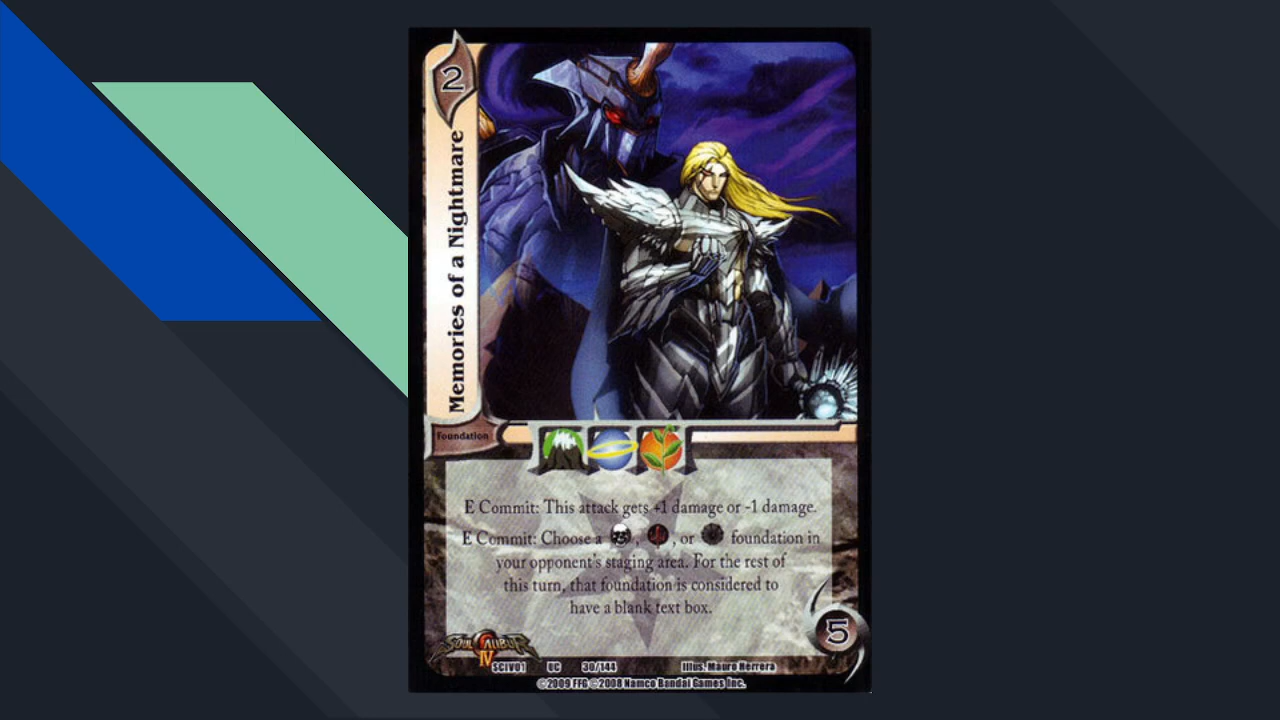 2
Memories of a Nightmare
Foundation
E Commit: This attack gets +1 damage or -1 damage.
E Commit: Choose a , , or foundation in
your opponent's staging area. For the rest of
this turn, that foundation is considered to
have a blank text box.
5
SOULCALIBUR
IV
SCIV01 UC 30/144 Illus. Mauro Herrera
©2009 FFG ©2008 Namco Bandai Games Inc.